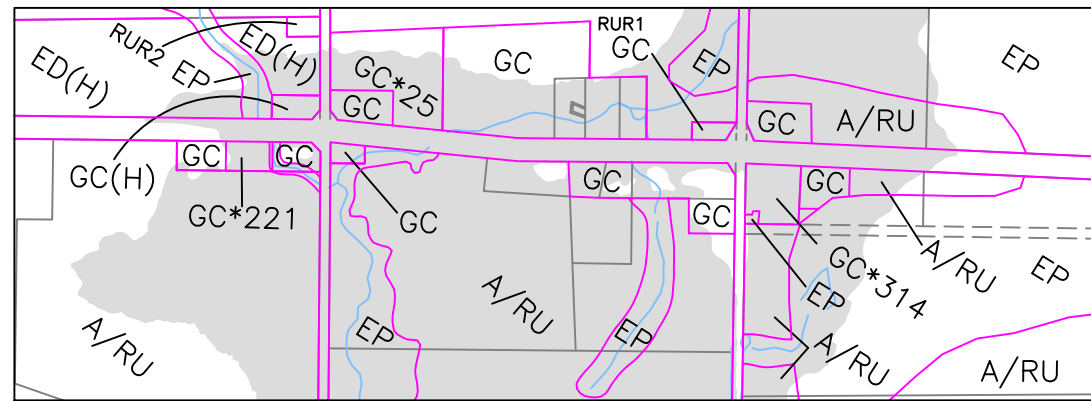 RUR2
ED(H)
ED(H)
EP
GC*25
GC
RUR1
GC
EP
EP
GC
GC
A/RU
GC(H)
GC
GC
GC*221
GC
GC
GC
GC
A/RU
GC*314
EP
EP
A/RU
A/RU
EP
EP
A/RU
A/RU